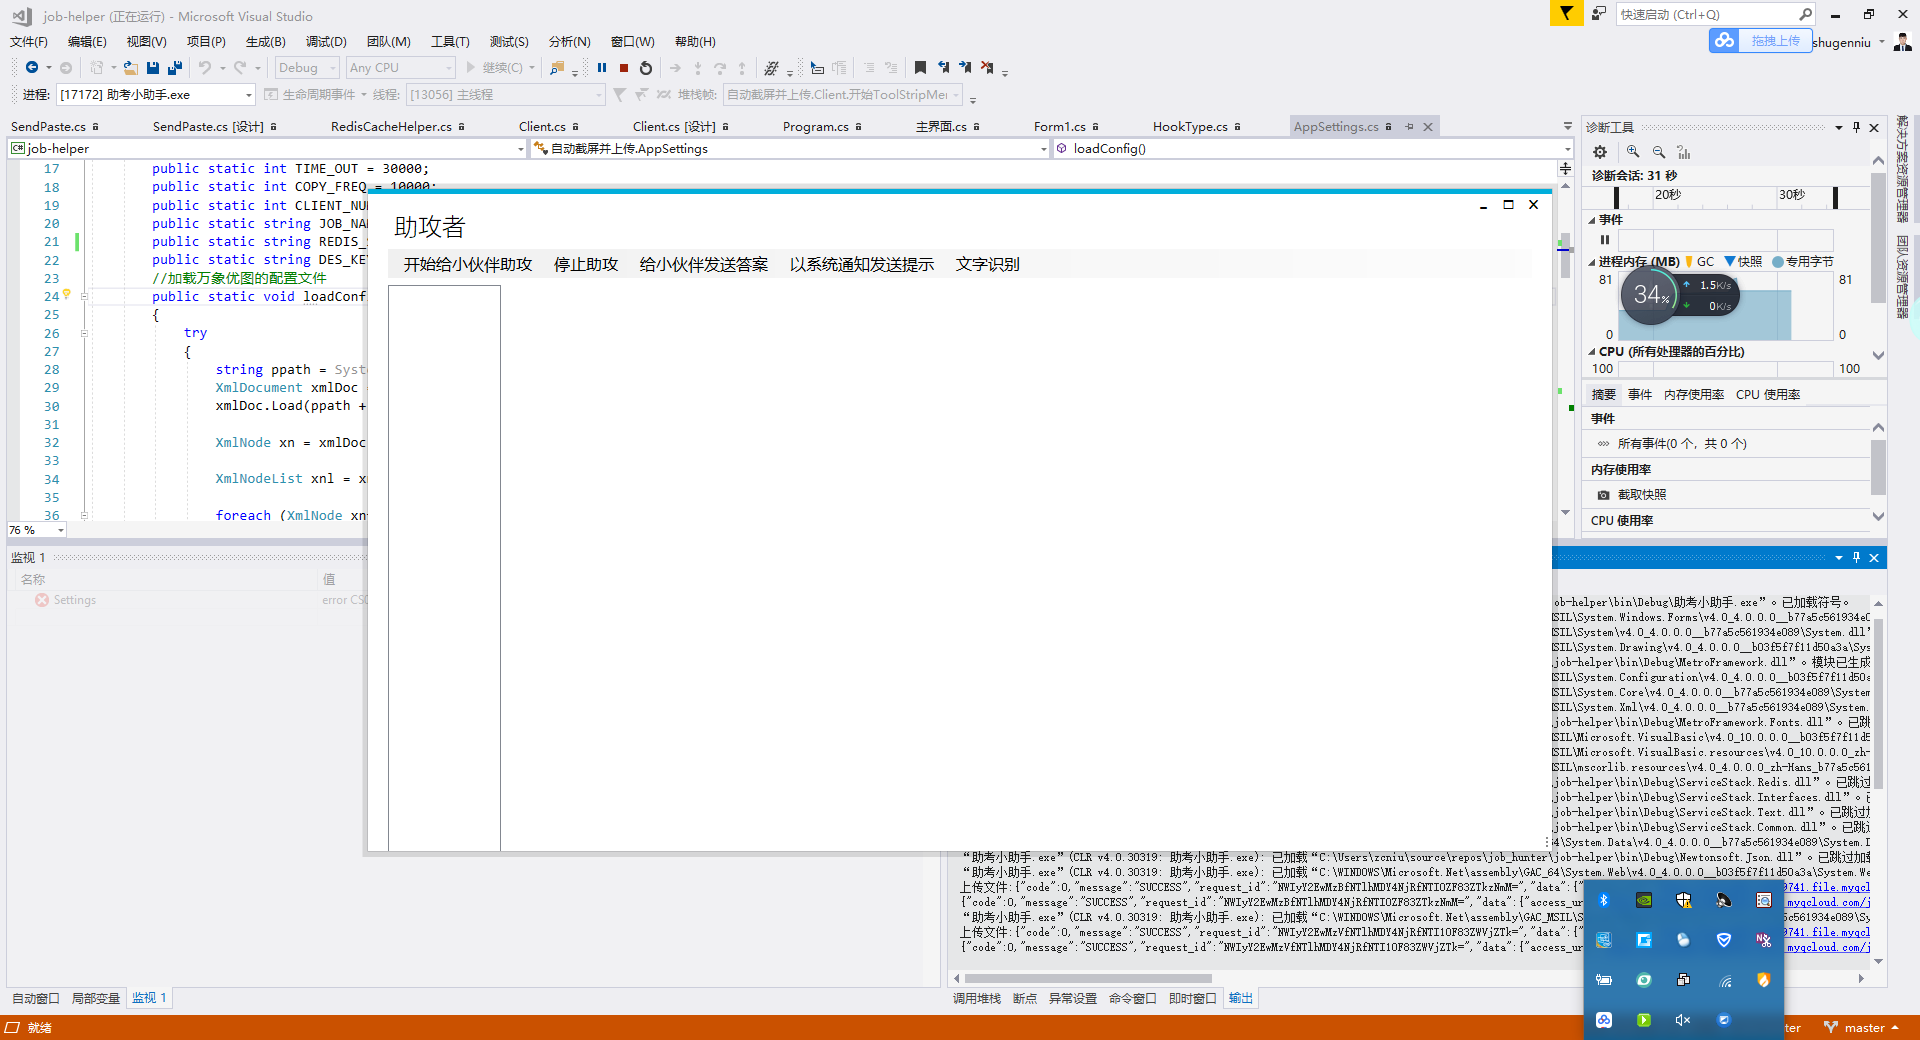 job-helper (正在运行) - Microsoft Visual Studio
快速启动 (Ctrl+Q)
文件(F) 编辑(E) 视图(V) 项目(P) 生成(B) 调试(D) 团队(M) 工具(T) 测试(S) 分析(N) 窗口(W) 帮助(H)
拖拽上传 shugenniu
Debug Any CPU 继续(C)
进程: [17172] 助考小助手.exe 生命周期事件 线程: [13056] 主线程 堆栈帧: 自动截屏并上传.Client.开始ToolStripMe
SendPaste.cs SendPaste.cs [设计] RedisCacheHelper.cs Client.cs Client.cs [设计] Program.cs 主界面.cs Form1.cs HookType.cs AppSettings.cs
job-helper 自动截屏并上传.AppSettings loadConfig()
17 public static int TIME_OUT = 30000;
18 public static int COPY_FREQ = 10000;
19 public static int CLIENT_NU
20 public static string JOB_NA
21 public static string REDIS_
22 public static string DES_KE
23 //加载万象优图的配置文件
24 public static void loadConf
25 {
26 try
27 {
28 string ppath = Syst
29 XmlDocument xmlDoc
30 xmlDoc.Load(ppath +
31
32 XmlNode xn = xmlDoc
33
34 XmlNodeList xnl = x
35
36 foreach (XmlNode xn
76 %
助攻者
开始给小伙伴助攻 停止助攻 给小伙伴发送答案 以系统通知发送提示 文字识别
诊断工具
诊断会话: 31 秒
20秒 30秒
事件
进程内存 (MB) GC 快照 专用字节
81 81
34% 1.5K/s
0K/s
0 0
CPU (所有处理器的百分比)
100 100
摘要 事件 内存使用率 CPU 使用率
事件
所有事件(0 个，共 0 个)
内存使用率
截取快照
CPU 使用率
解决方案资源管理器
团队资源管理器
监视 1
名称 值
Settings error CS0
job-helper\bin\Debug\助考小助手.exe”。已加载符号。
SIL\System.Windows.Forms\v4.0_4.0.0.0__b77a5c561934e0
SIL\System\v4.0_4.0.0.0__b77a5c561934e089\System.dll”
SIL\System.Drawing\v4.0_4.0.0.0__b03f5f7f11d50a3a\Sys
job-helper\bin\Debug\MetroFramework.dll”。模块已生成
SIL\System.Configuration\v4.0_4.0.0.0__b03f5f7f11d50a
SIL\System.Core\v4.0_4.0.0.0__b77a5c561934e089\System
SIL\System.Xml\v4.0_4.0.0.0__b77a5c561934e089\System.
job-helper\bin\Debug\MetroFramework.Fonts.dll”。已跳
SIL\Microsoft.VisualBasic\v4.0_10.0.0.0__b03f5f7f11d5
SIL\Microsoft.VisualBasic.resources\v4.0_10.0.0.0_zh-
SIL\mscorlib.resources\v4.0_4.0.0.0_zh-Hans_b77a5c561
job-helper\bin\Debug\ServiceStack.Redis.dll”。已跳过
job-helper\bin\Debug\ServiceStack.Interfaces.dll”。已
job-helper\bin\Debug\ServiceStack.Text.dll”。已跳过
job-helper\bin\Debug\ServiceStack.Common.dll”。已跳
64\System.Data\v4.0_4.0.0.0__b77a5c561934e089\System.D
“助考小助手.exe”(CLR v4.0.30319: 助考小助手.exe): 已加载“C:\Users\zcniu\source\repos\job_hunter\job-helper\bin\Debug\Newtonsoft.Json.dll”。已跳过加载
“助考小助手.exe”(CLR v4.0.30319: 助考小助手.exe): 已加载“C:\WINDOWS\Microsoft.Net\assembly\GAC_64\System.Web\v4.0_4.0.0.0__b03f5f7f11d50a3a\System.We
上传文件:{"code":0,"message":"SUCCESS","request_id":"NWIyY2EwMzBfNTlhMDY4NjRfNTI0ZF83ZTkzNmM=","data":{" 9741.file.myqcl
{"code":0,"message":"SUCCESS","request_id":"NWIyY2EwMzBfNTlhMDY4NjRfNTI0ZF83ZTkzNmM=","data":{"access_ur .myqcloud.com/j
“助考小助手.exe”(CLR v4.0.30319: 助考小助手.exe): 已加载“C:\WINDOWS\Microsoft.Net\assembly\GAC_MSIL\S c561934e089\Sy
上传文件:{"code":0,"message":"SUCCESS","request_id":"NWIyY2EwMzVfNTlhMDY4NjRfNTI1OF83ZWVjZTk=","data":{" 9741.file.myqcl
{"code":0,"message":"SUCCESS","request_id":"NWIyY2EwMzVfNTlhMDY4NjRfNTI1OF83ZWVjZTk=","data":{"access_ur .myqcloud.com/j
自动窗口 局部变量 监视 1
调用堆栈 断点 异常设置 命令窗口 即时窗口 输出
就绪
ter master